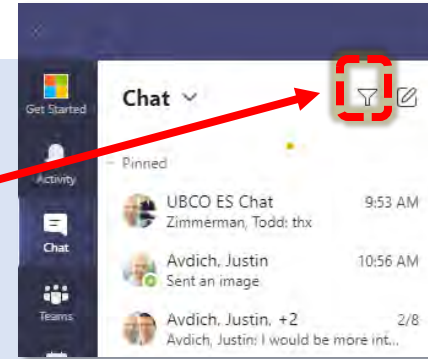 Get Started
Activity
Chat
Teams
Chat
Pinned
UBCO ES Chat 9:53 AM
Zimmerman, Todd: thx
Avdich, Justin 10:56 AM
Sent an image
Avdich, Justin, +2 2/8
Avdich, Justin: I would be more int...